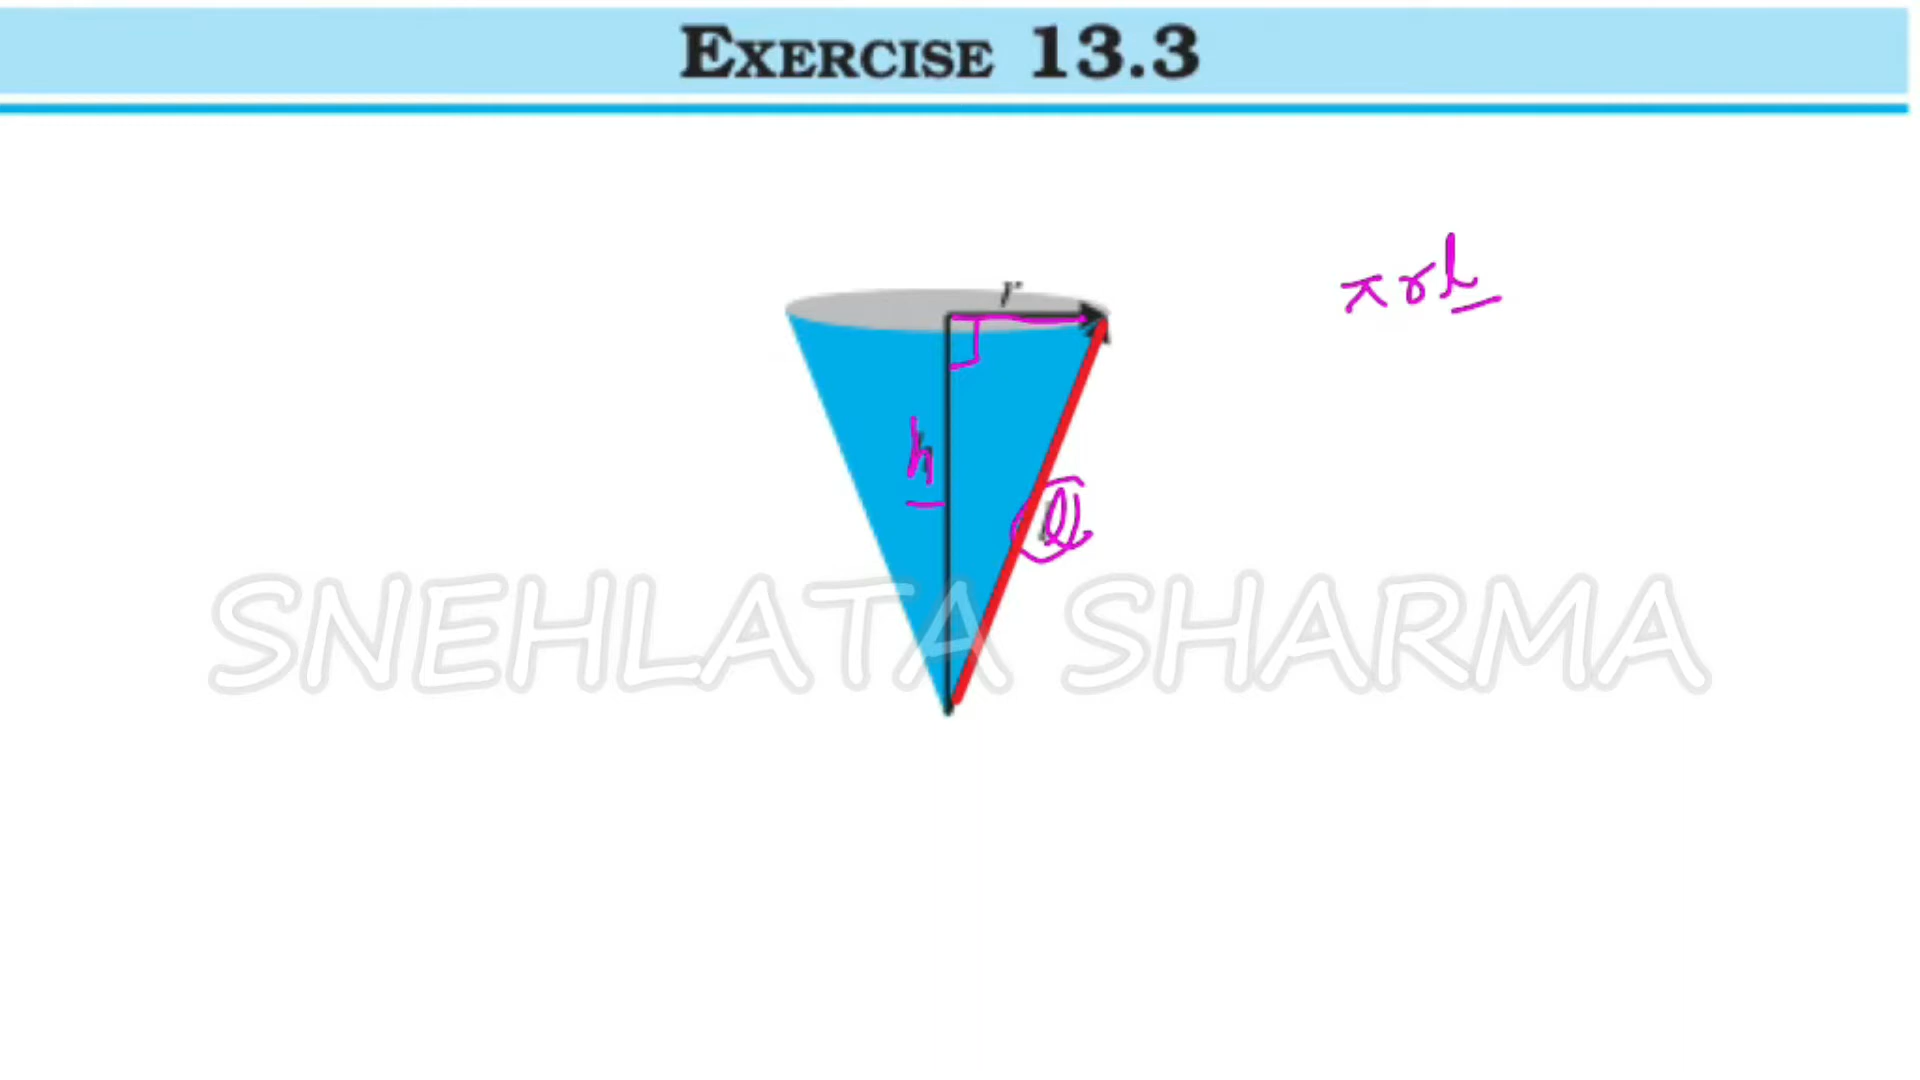 EXERCISE 13.3
r
πrl
h
l
SNEHLATA SHARMA